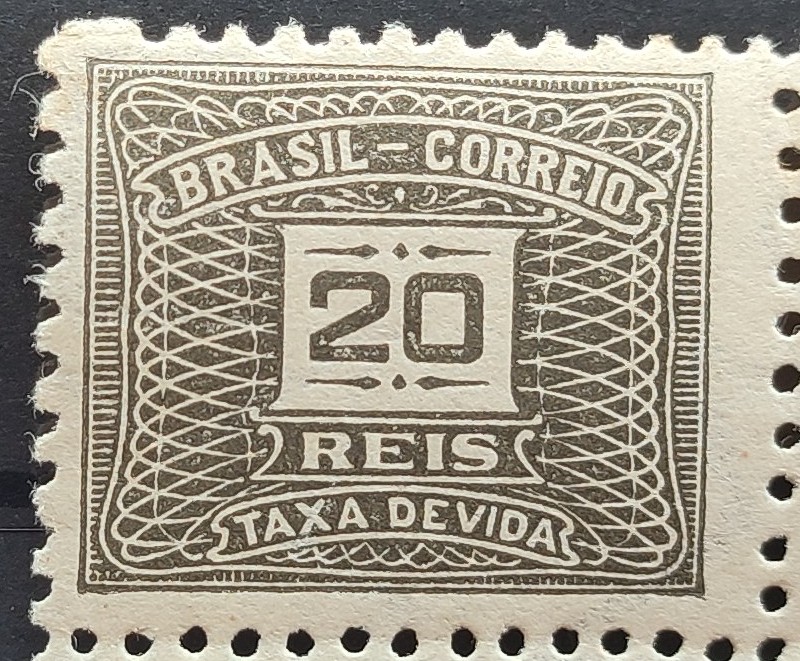 BRASIL – CORREIO
20
REIS
TAXA DEVIDA